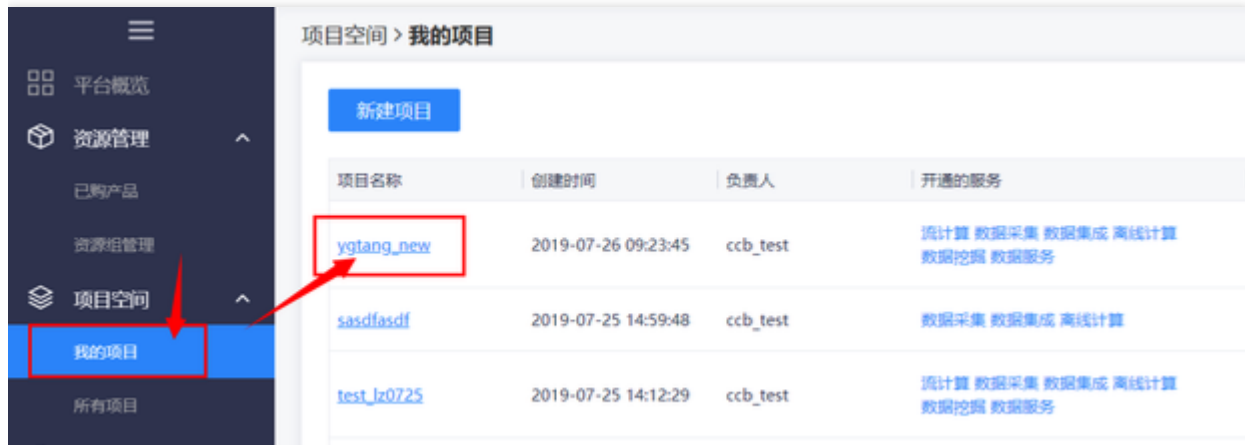 项目空间 > 我的项目
平台概览
资源管理
已购产品
资源组管理
项目空间
我的项目
所有项目
新建项目
项目名称 创建时间 负责人 开通的服务
ygtang_new 2019-07-26 09:23:45 ccb_test 流计算 数据采集 数据集成 离线计算
数据挖掘 数据服务
sasdfasdf 2019-07-25 14:59:48 ccb_test 数据采集 数据集成 离线计算
test_lz0725 2019-07-25 14:12:29 ccb_test 流计算 数据采集 数据集成 离线计算
数据挖掘 数据服务